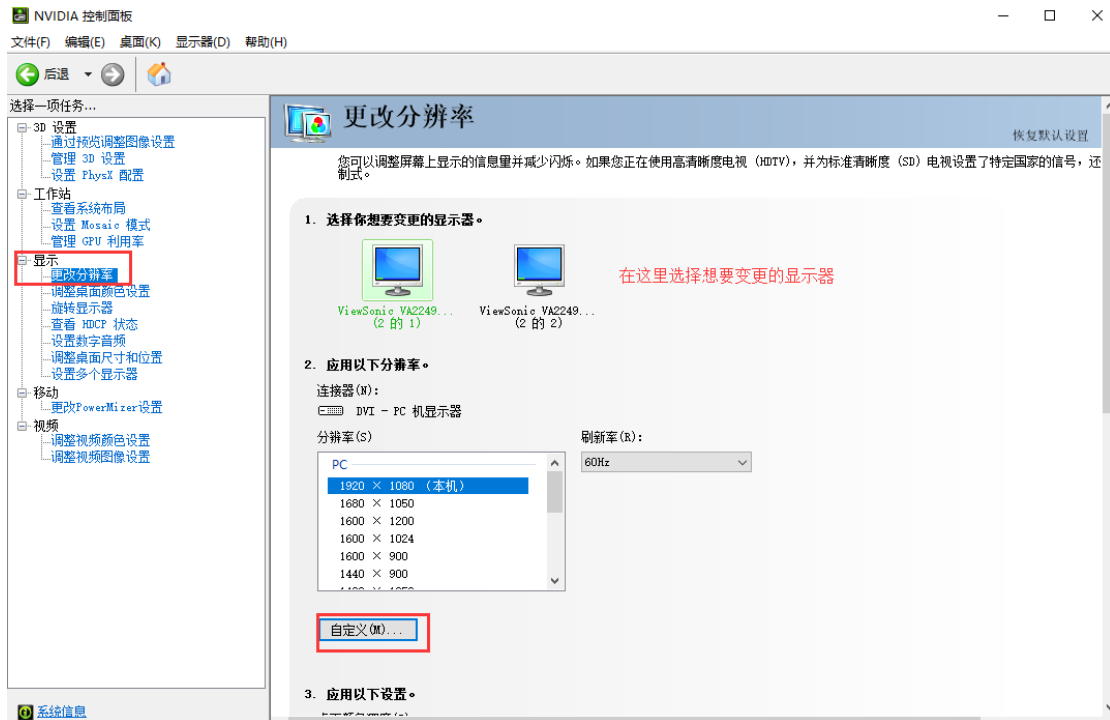 NVIDIA 控制面板
文件(F) 编辑(E) 桌面(K) 显示器(D) 帮助(H)
后退
选择一项任务...
3D 设置
通过预览调整图像设置
管理 3D 设置
设置 PhysX 配置
工作站
查看系统布局
设置 Mosaic 模式
管理 GPU 利用率
显示
更改分辨率
调整桌面颜色设置
旋转显示器
查看 HDCP 状态
设置数字音频
调整桌面尺寸和位置
设置多个显示器
移动
更改PowerMizer设置
视频
调整视频颜色设置
调整视频图像设置
系统信息
更改分辨率
恢复默认设置
您可以调整屏幕上显示的信息量并减少闪烁。如果您正在使用高清晰度电视 (HDTV), 并为标准清晰度 (SD) 电视设置了特定国家的信号, 还
制式。
1. 选择你想要变更的显示器。
ViewSonic VA2249... ViewSonic VA2249...
(2 的 1) (2 的 2)
在这里选择想要变更的显示器
2. 应用以下分辨率。
连接器(N):
DVI - PC 机显示器
分辨率(S) 刷新率(R):
PC 60Hz
1920 × 1080 (本机)
1680 × 1050
1600 × 1200
1600 × 1024
1600 × 900
1440 × 900
自定义(M)...
3. 应用以下设置。